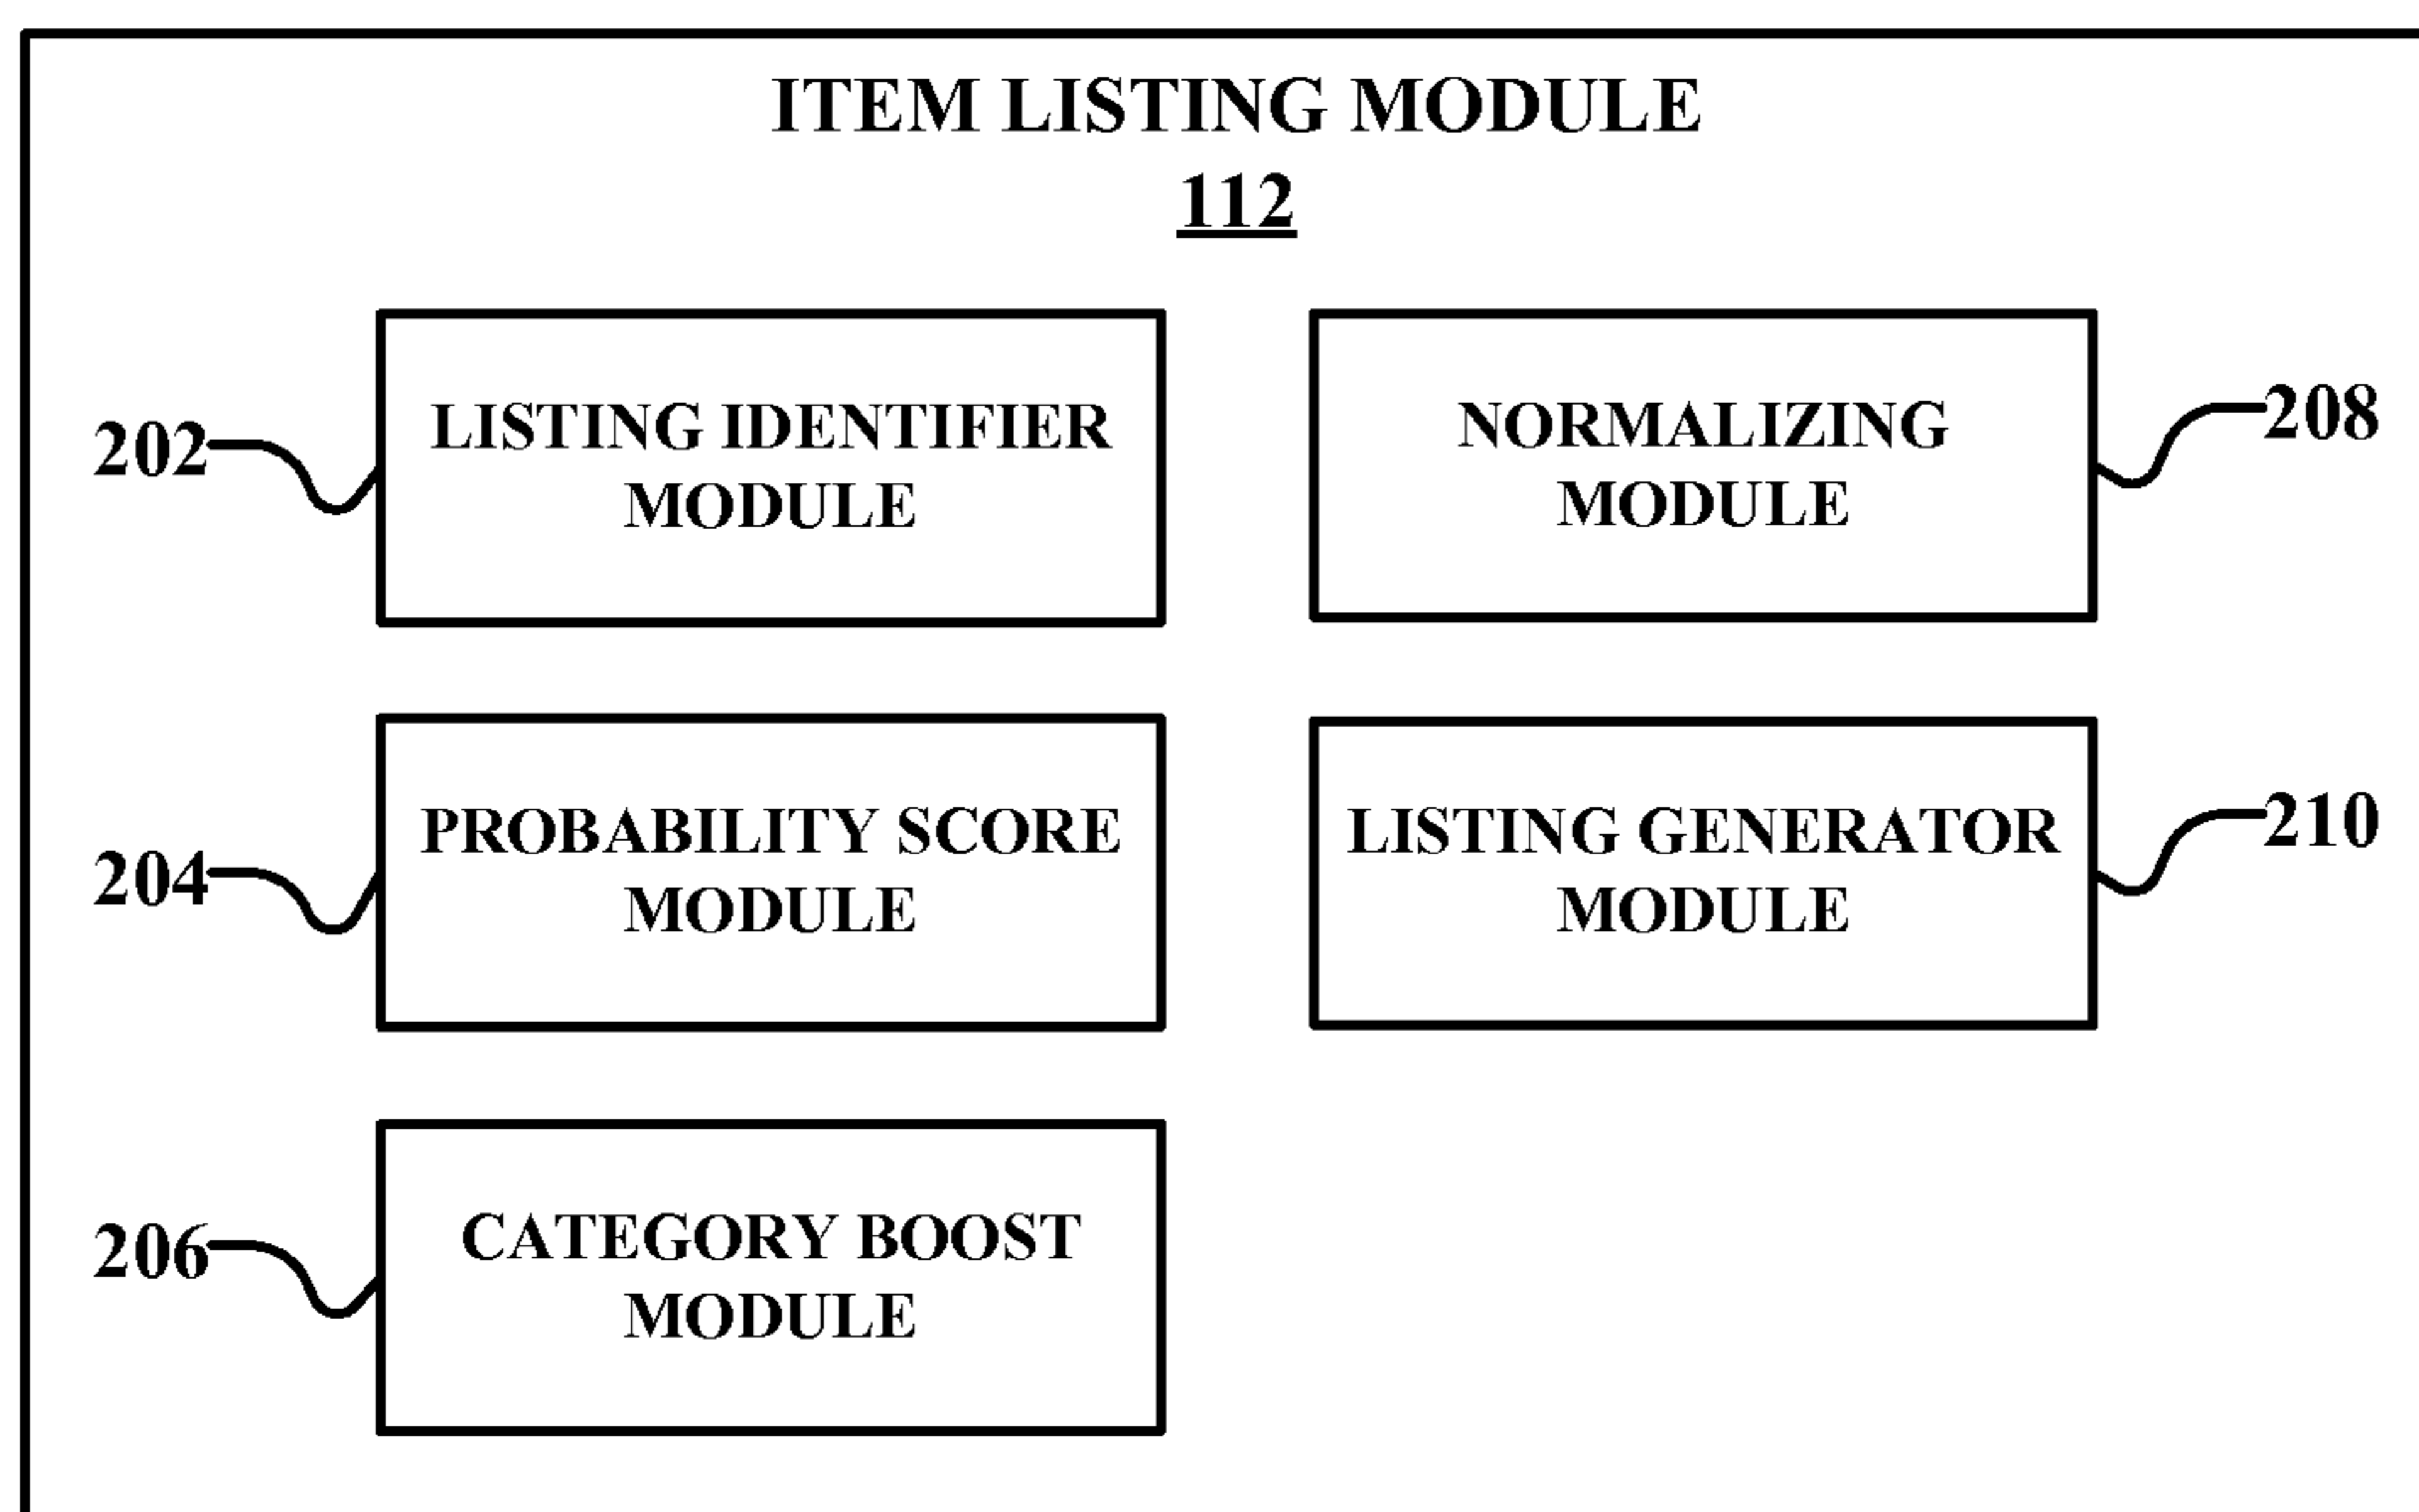 ITEM LISTING MODULE
112
202
LISTING IDENTIFIER
MODULE
NORMALIZING
MODULE
208
204
PROBABILITY SCORE
MODULE
LISTING GENERATOR
MODULE
210
206
CATEGORY BOOST
MODULE